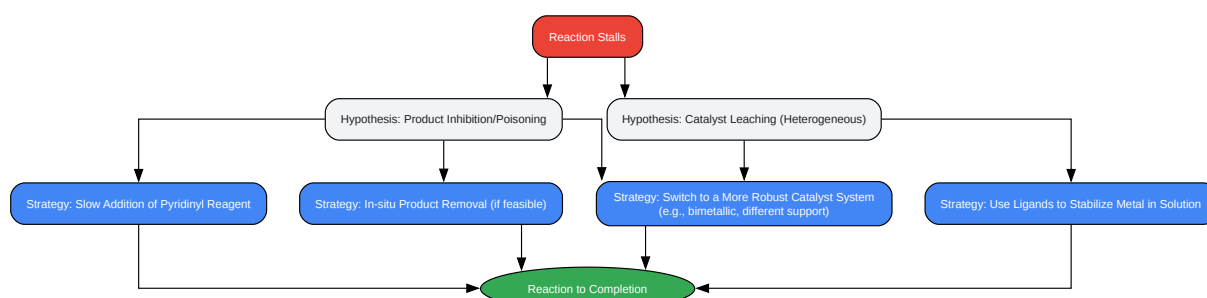 Reaction Stalls
Hypothesis: Product Inhibition/Poisoning
Hypothesis: Catalyst Leaching (Heterogeneous)
Strategy: Slow Addition of Pyridinyl Reagent
Strategy: In-situ Product Removal (if feasible)
Strategy: Switch to a More Robust Catalyst System
(e.g., bimetallic, different support)
Strategy: Use Ligands to Stabilize Metal in Solution
Reaction to Completion